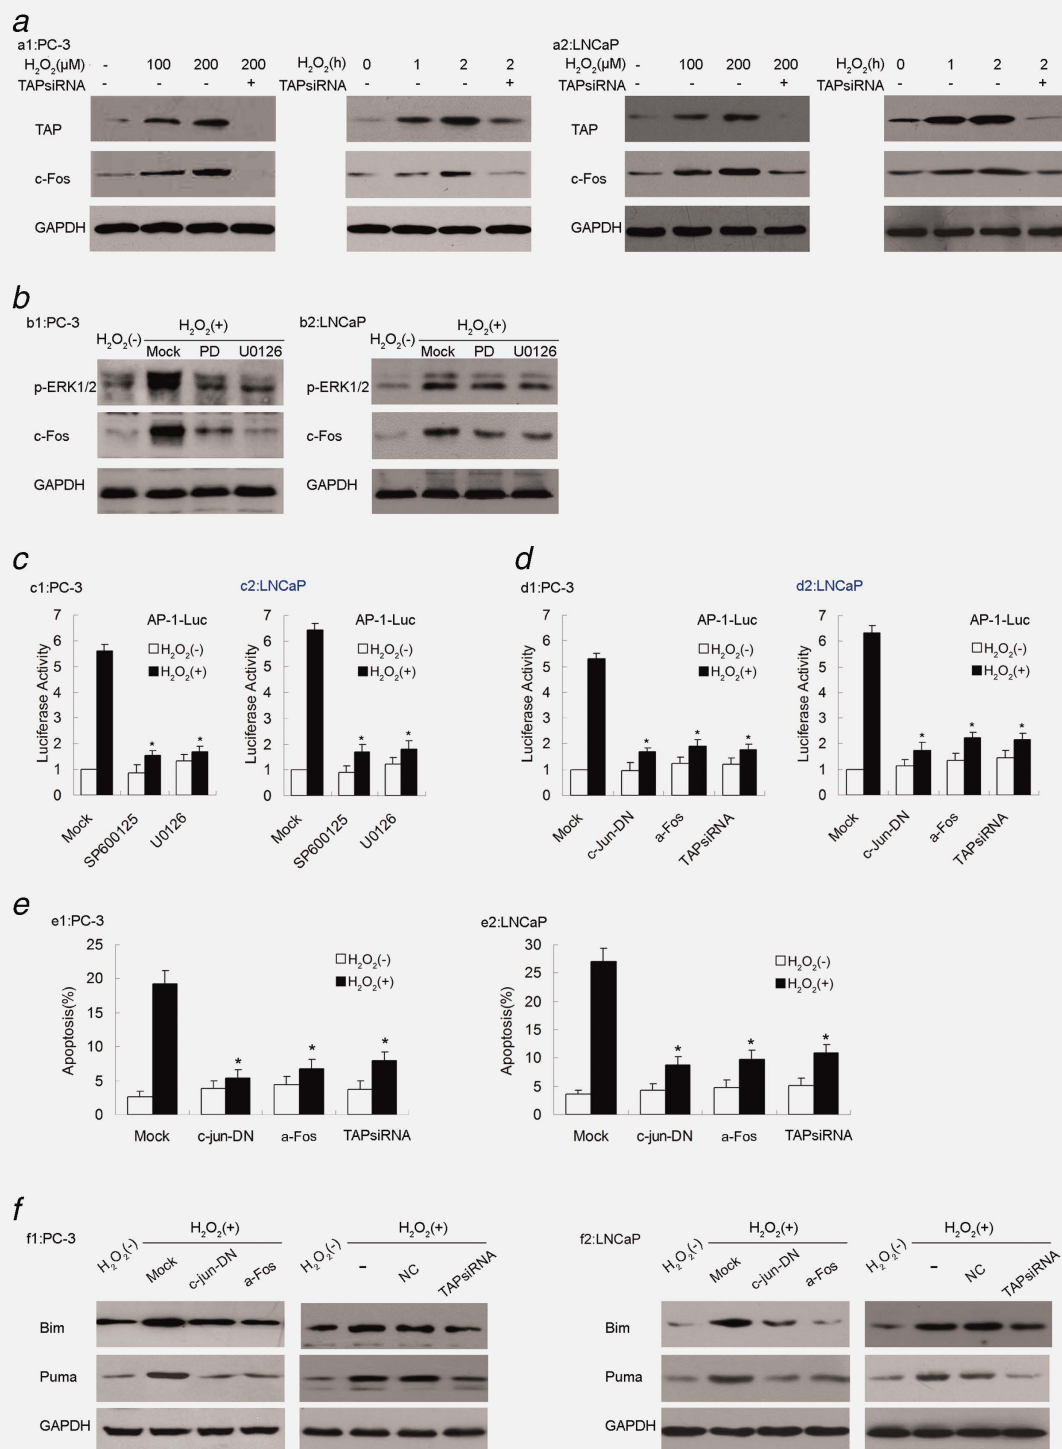 a
a1:PC-3
H₂O₂(μM) - 100 200 200
TAPsiRNA - - - +
H₂O₂(h) 0 1 2 2
TAPsiRNA - - - +
TAP
c-Fos
GAPDH
a2:LNCaP
H₂O₂(μM) - 100 200 200
TAPsiRNA - - - +
H₂O₂(h) 0 1 2 2
TAPsiRNA - - - +
TAP
c-Fos
GAPDH
b
b1:PC-3
H₂O₂(-)
H₂O₂(+)
Mock PD U0126
p-ERK1/2
c-Fos
GAPDH
b2:LNCaP
H₂O₂(-)
H₂O₂(+)
Mock PD U0126
p-ERK1/2
c-Fos
GAPDH
c
c1:PC-3
Luciferase Activity
7
6
5
4
3
2
1
0
AP-1-Luc
H₂O₂(-)
H₂O₂(+)
* *
Mock SP600125 U0126
c2:LNCaP
Luciferase Activity
7
6
5
4
3
2
1
0
AP-1-Luc
H₂O₂(-)
H₂O₂(+)
* *
Mock SP600125 U0126
d
d1:PC-3
Luciferase Activity
7
6
5
4
3
2
1
0
AP-1-Luc
H₂O₂(-)
H₂O₂(+)
* * *
Mock c-Jun-DN a-Fos TAPsiRNA
d2:LNCaP
Luciferase Activity
7
6
5
4
3
2
1
0
AP-1-Luc
H₂O₂(-)
H₂O₂(+)
* * *
Mock c-Jun-DN a-Fos TAPsiRNA
e
e1:PC-3
Apoptosis(%)
25
20
15
10
5
0
H₂O₂(-)
H₂O₂(+)
* * *
Mock c-jun-DN a-Fos TAPsiRNA
e2:LNCaP
Apoptosis(%)
30
25
20
15
10
5
0
H₂O₂(-)
H₂O₂(+)
* * *
Mock c-jun-DN a-Fos TAPsiRNA
f
f1:PC-3
H₂O₂(-)
H₂O₂(+)
Mock c-jun-DN a-Fos
H₂O₂(-)
H₂O₂(+)
- NC TAPsiRNA
Bim
Puma
GAPDH
f2:LNCaP
H₂O₂(-)
H₂O₂(+)
Mock c-jun-DN a-Fos
H₂O₂(-)
H₂O₂(+)
- NC TAPsiRNA
Bim
Puma
GAPDH